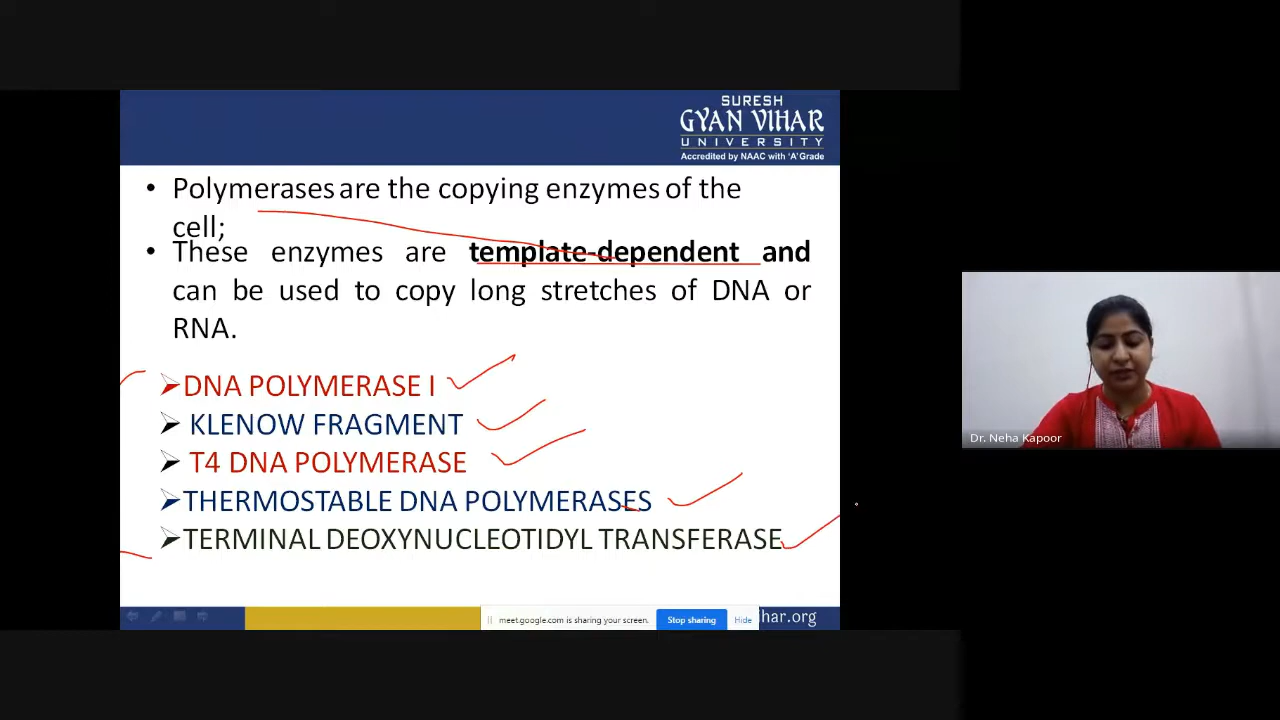 SURESH
GYAN VIHAR
UNIVERSITY
Accredited by NAAC with 'A' Grade
• Polymerases are the copying enzymes of the
cell;
• These enzymes are template-dependent and
can be used to copy long stretches of DNA or
RNA.
➢DNA POLYMERASE I
➢ KLENOW FRAGMENT
➢ T4 DNA POLYMERASE
➢THERMOSTABLE DNA POLYMERASES
➢TERMINAL DEOXYNUCLEOTIDYL TRANSFERASE
Dr. Neha Kapoor
meet.google.com is sharing your screen. Stop sharing Hide
ihar.org